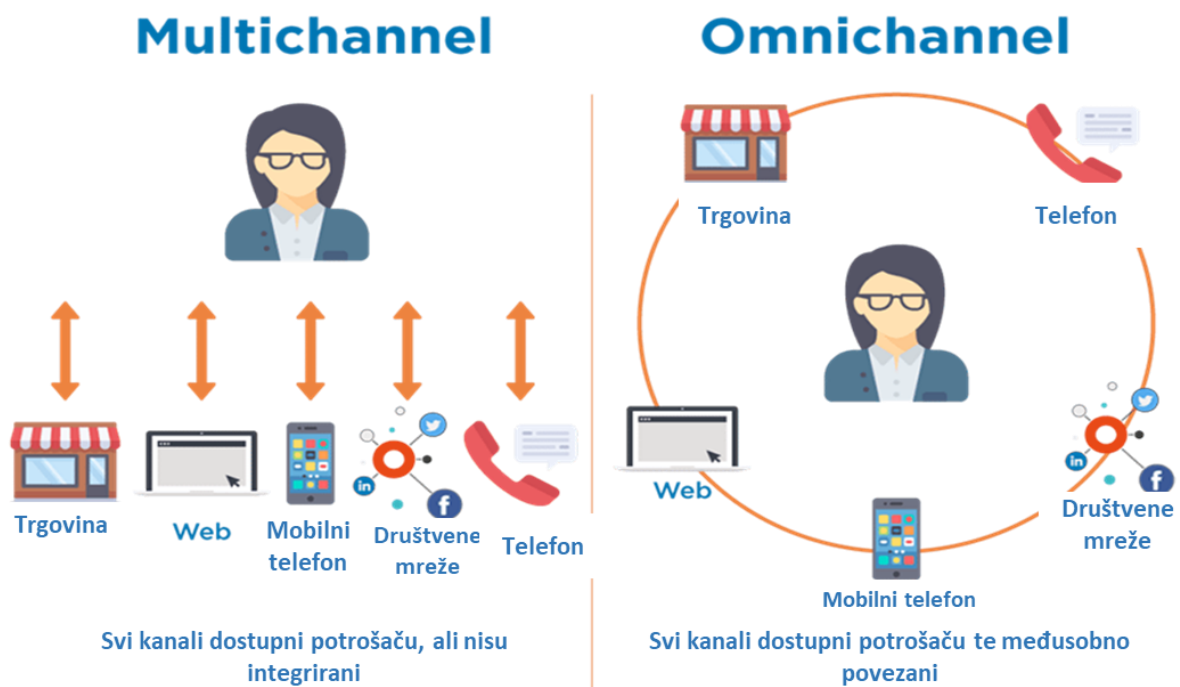 Multichannel
Trgovina
Web
Mobilni
telefon
Društvene
mreže
Telefon
Svi kanali dostupni potrošaču, ali nisu
integrirani
Omnichannel
Trgovina
Telefon
Web
Društvene
mreže
Mobilni telefon
Svi kanali dostupni potrošaču te međusobno
povezani